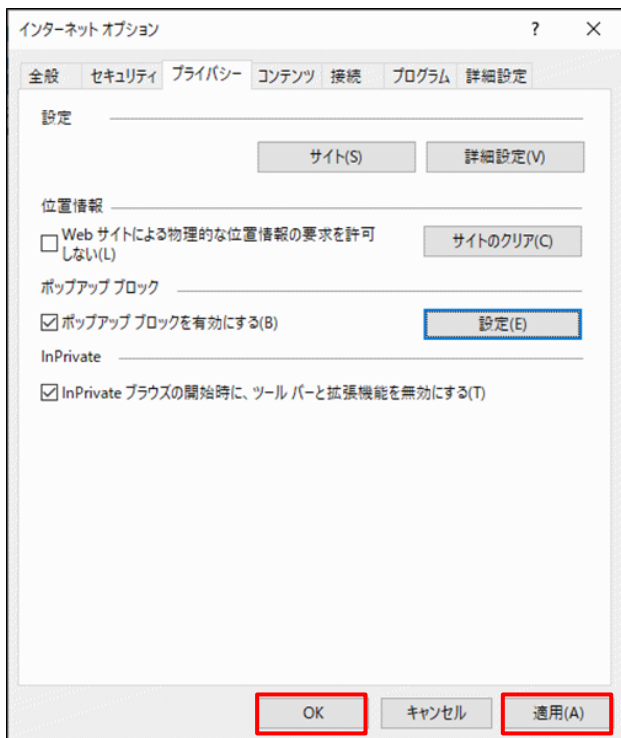 インターネット オプション ? ×
全般 セキュリティ プライバシー コンテンツ 接続 プログラム 詳細設定
設定
サイト(S) 詳細設定(V)
位置情報
Web サイトによる物理的な位置情報の要求を許可
しない(L)
サイトのクリア(C)
ポップアップ ブロック
ポップアップ ブロックを有効にする(B) 設定(E)
InPrivate
InPrivate ブラウズの開始時に、ツール バーと拡張機能を無効にする(T)
OK キャンセル 適用(A)